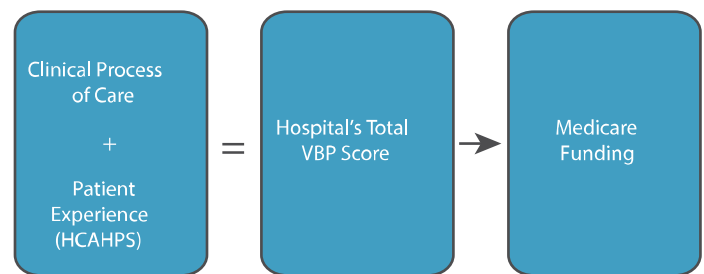 Clinical Process
of Care
+
Patient
Experience
(HCAHPS)
=
Hospital's Total
VBP Score
Medicare
Funding